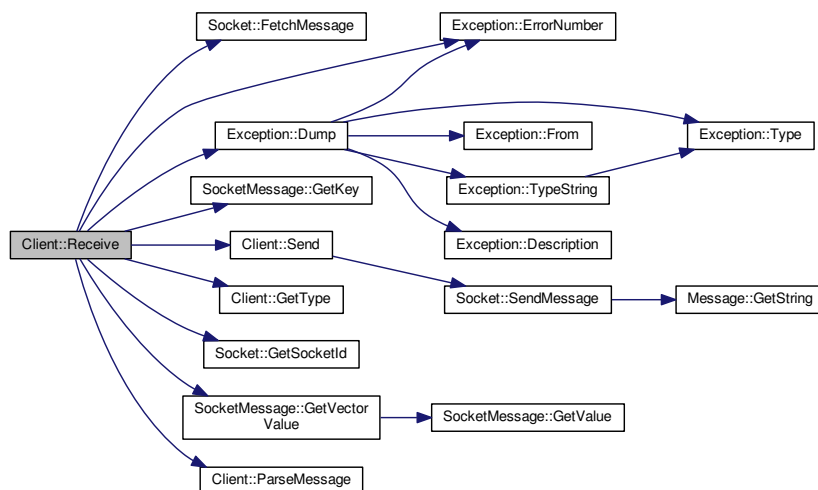 Socket::FetchMessage
Exception::ErrorNumber
Exception::Dump
Exception::From
Exception::Type
SocketMessage::GetKey
Exception::TypeString
Client::Receive
Client::Send
Exception::Description
Client::GetType
Socket::SendMessage
Message::GetString
Socket::GetSocketId
SocketMessage::GetVector
Value
SocketMessage::GetValue
Client::ParseMessage